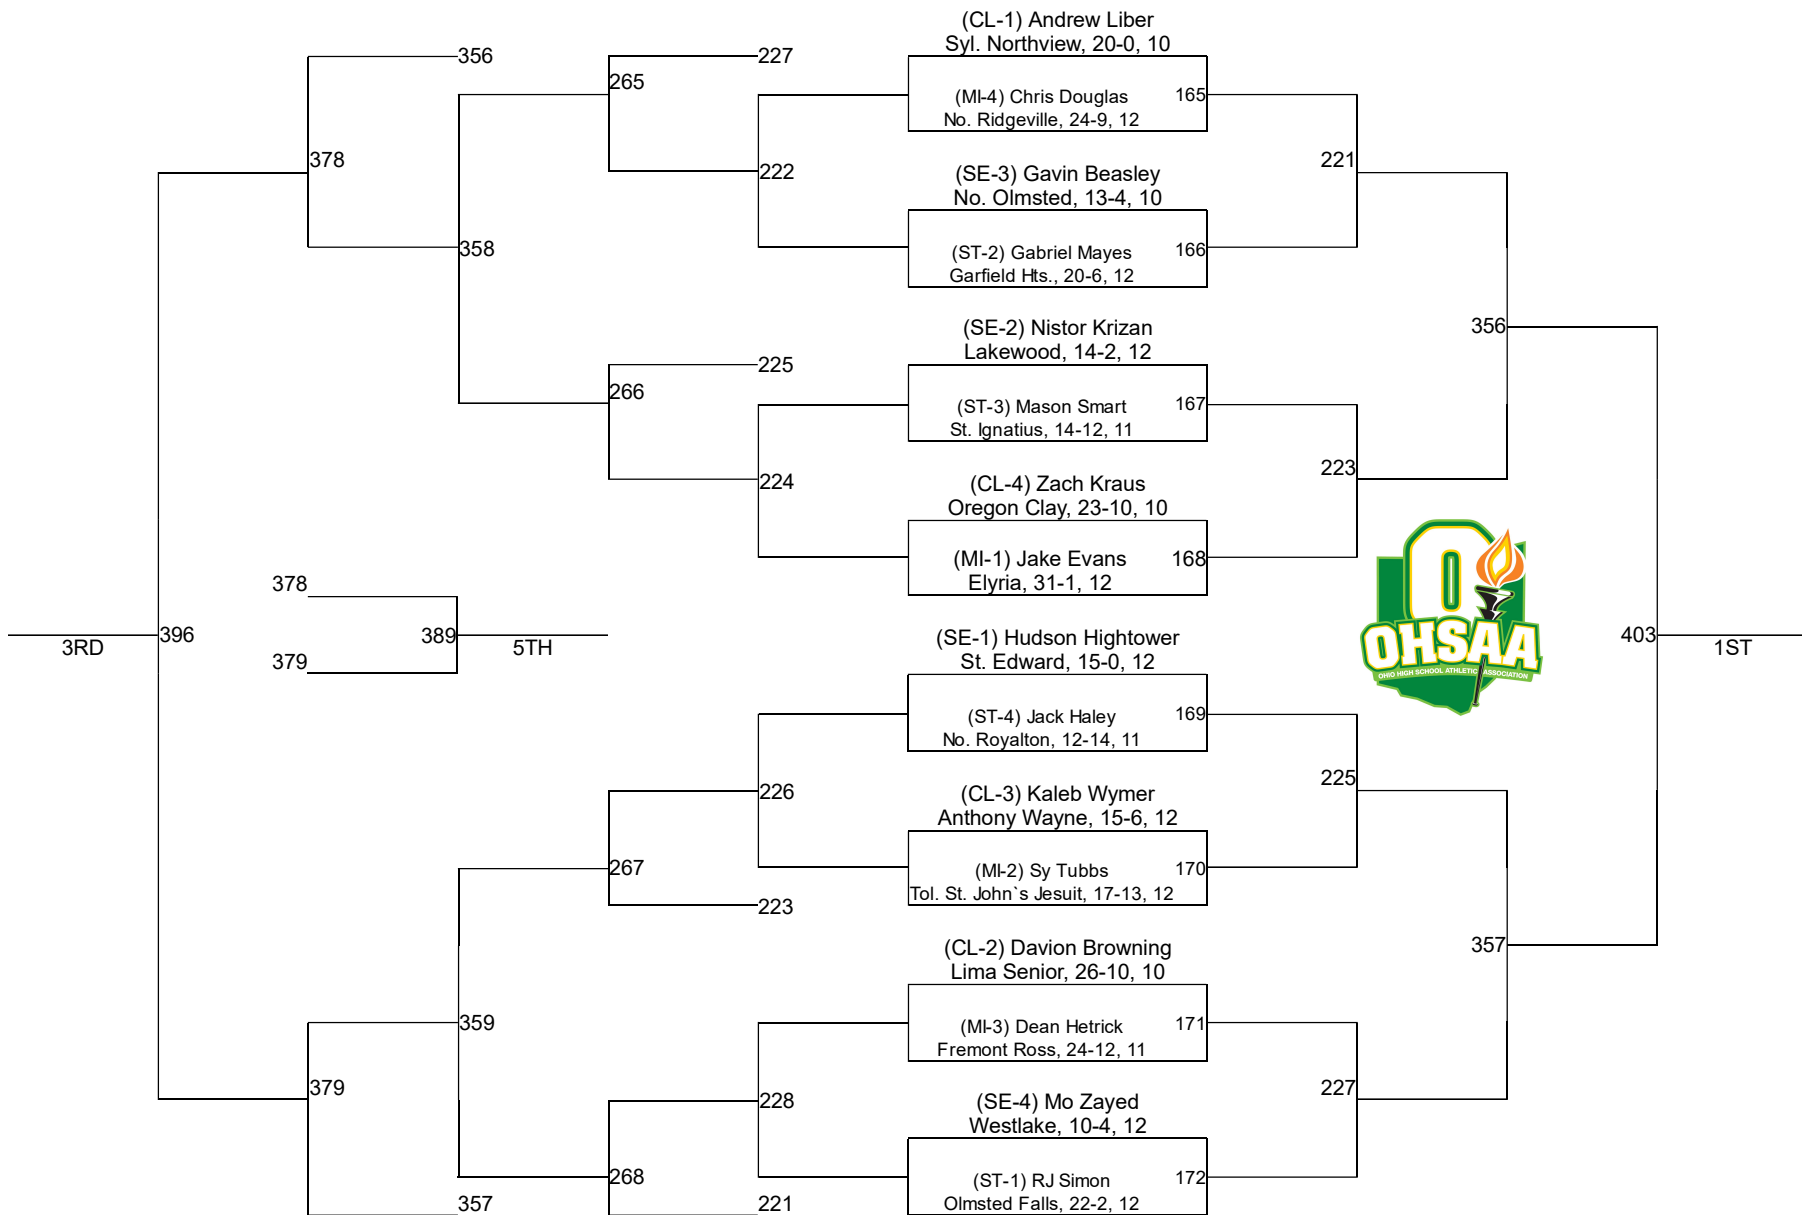 (CL-1) Andrew Liber
Syl. Northview, 20-0, 10
(MI-4) Chris Douglas
No. Ridgeville, 24-9, 12
165
(SE-3) Gavin Beasley
No. Olmsted, 13-4, 10
(ST-2) Gabriel Mayes
Garfield Hts., 20-6, 12
166
(SE-2) Nistor Krizan
Lakewood, 14-2, 12
(ST-3) Mason Smart
St. Ignatius, 14-12, 11
167
(CL-4) Zach Kraus
Oregon Clay, 23-10, 10
(MI-1) Jake Evans
Elyria, 31-1, 12
168
(SE-1) Hudson Hightower
St. Edward, 15-0, 12
(ST-4) Jack Haley
No. Royalton, 12-14, 11
169
(CL-3) Kaleb Wymer
Anthony Wayne, 15-6, 12
(MI-2) Sy Tubbs
Tol. St. John`s Jesuit, 17-13, 12
170
(CL-2) Davion Browning
Lima Senior, 26-10, 10
(MI-3) Dean Hetrick
Fremont Ross, 24-12, 11
171
(SE-4) Mo Zayed
Westlake, 10-4, 12
(ST-1) RJ Simon
Olmsted Falls, 22-2, 12
172
221
223
225
227
356
357
403
1ST
O
OHSAA
OHIO HIGH SCHOOL ATHLETIC ASSOCIATION
227
222
225
224
226
223
228
221
265
266
267
268
356
358
359
357
378
379
378
379
389
5TH
396
3RD